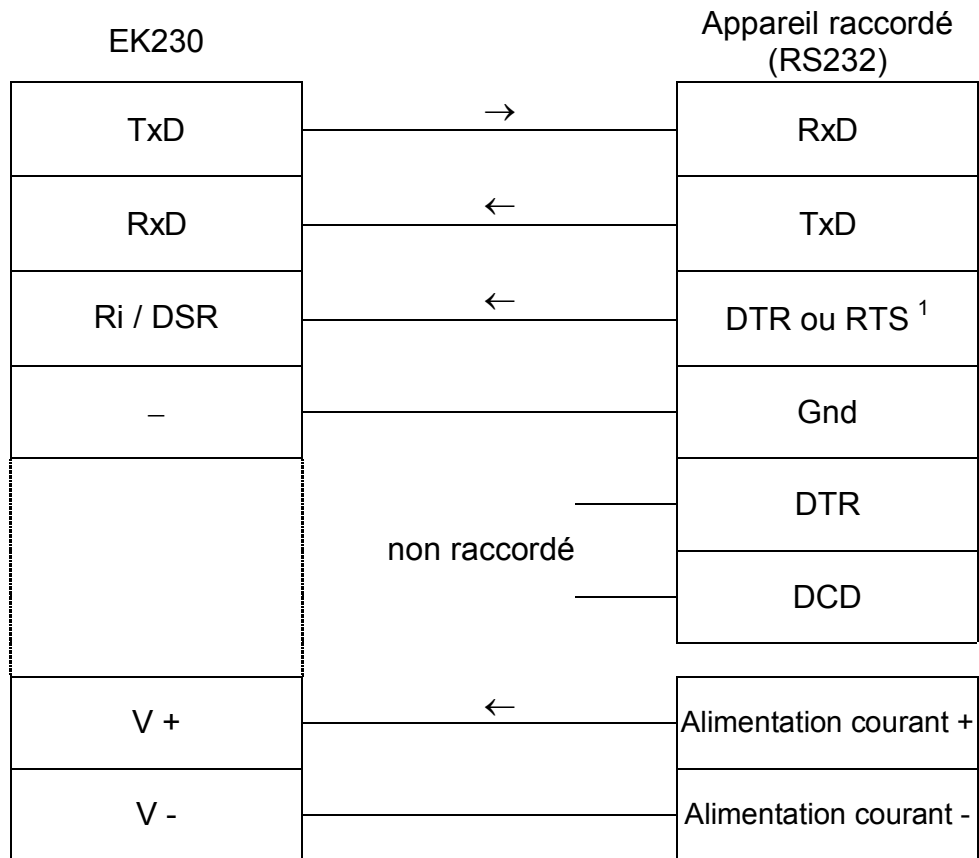 EK230
Appareil raccordé
(RS232)
TxD → RxD
RxD ← TxD
Ri / DSR ← DTR ou RTS ¹
– Gnd
DTR
non raccordé
DCD
V + ← Alimentation courant +
V - Alimentation courant -